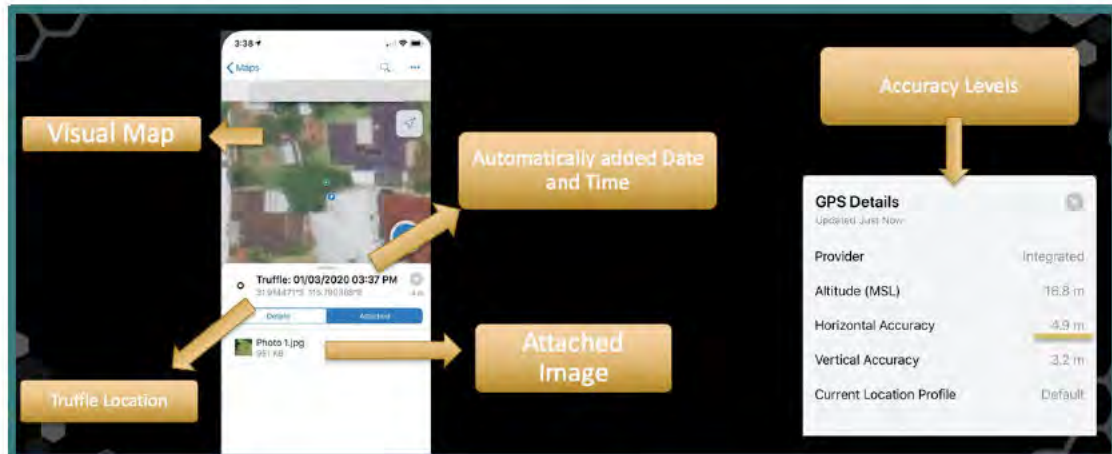 3:38
Maps
Visual Map
Automatically added Date
and Time
Accuracy Levels
Truffle: 01/03/2020 03:37 PM
Details
Attached
Photo 1.jpg
951 KB
Truffle Location
Attached
Image
GPS Details
Updated Just Now
Provider
Integrated
Altitude (MSL)
16.8 m
Horizontal Accuracy
4.9 m
Vertical Accuracy
3.2 m
Current Location Profile
Default